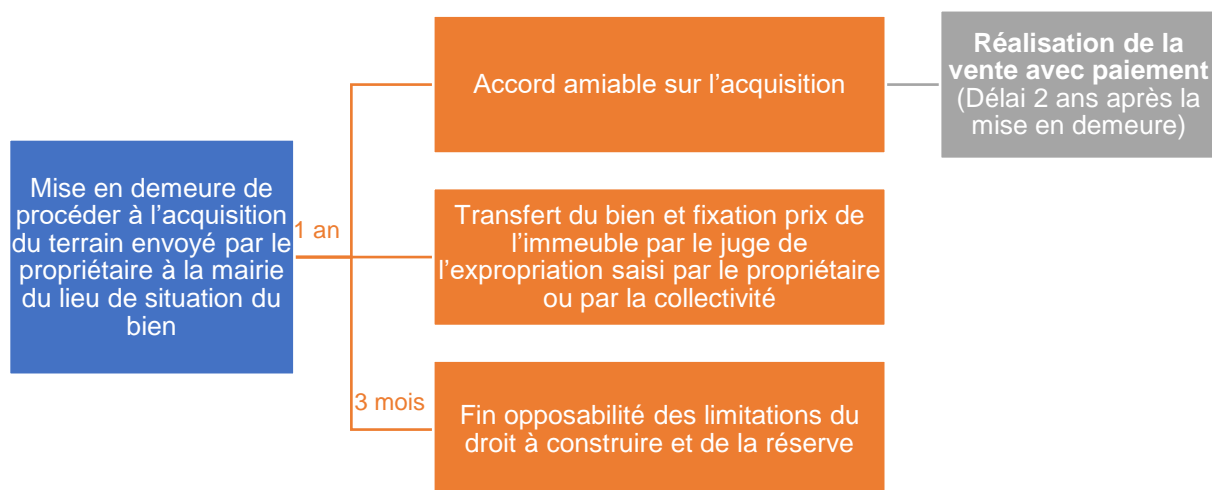 Mise en demeure de
procéder à l’acquisition
du terrain envoyé par le
propriétaire à la mairie
du lieu de situation du
bien
1 an
3 mois
Accord amiable sur l’acquisition
Réalisation de la
vente avec paiement
(Délai 2 ans après la
mise en demeure)
Transfert du bien et fixation prix de
l’immeuble par le juge de
l’expropriation saisi par le propriétaire
ou par la collectivité
Fin opposabilité des limitations du
droit à construire et de la réserve